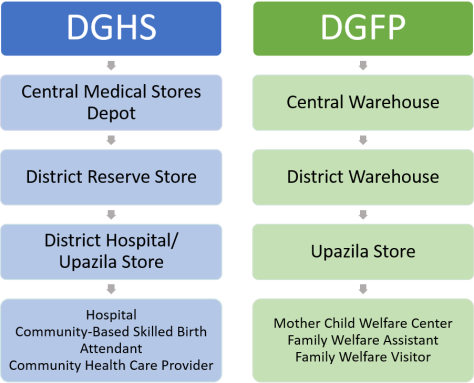 DGHS
Central Medical Stores
Depot
District Reserve Store
District Hospital/
Upazila Store
Hospital
Community-Based Skilled Birth
Attendant
Community Health Care Provider
DGFP
Central Warehouse
District Warehouse
Upazila Store
Mother Child Welfare Center
Family Welfare Assistant
Family Welfare Visitor